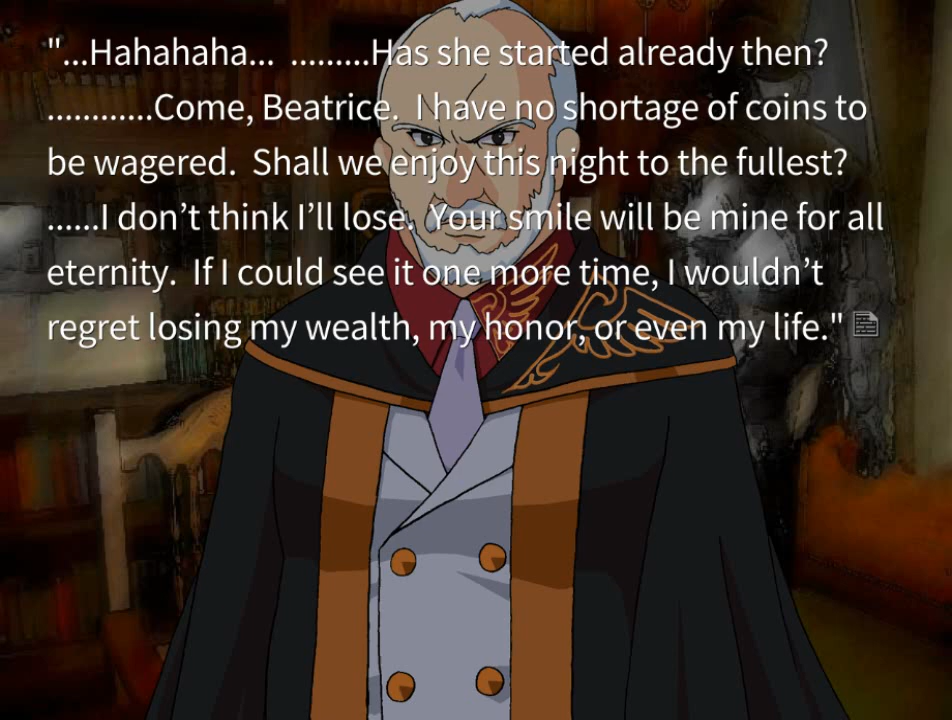 "...Hahahaha...  .........Has she started already then?
............Come, Beatrice.  I have no shortage of coins to
be wagered.  Shall we enjoy this night to the fullest?
......I don’t think I’ll lose.  Your smile will be mine for all
eternity.  If I could see it one more time, I wouldn’t
regret losing my wealth, my honor, or even my life."